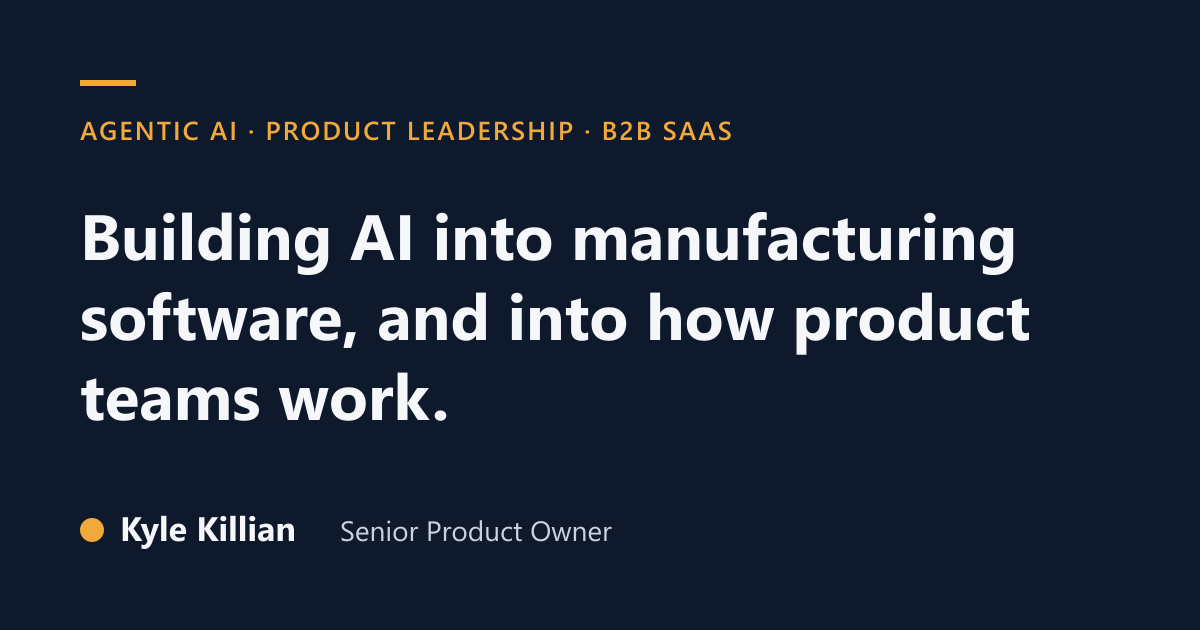 AGENTIC AI · PRODUCT LEADERSHIP · B2B SAAS
Building AI into manufacturing
software, and into how product
teams work.
Kyle Killian Senior Product Owner